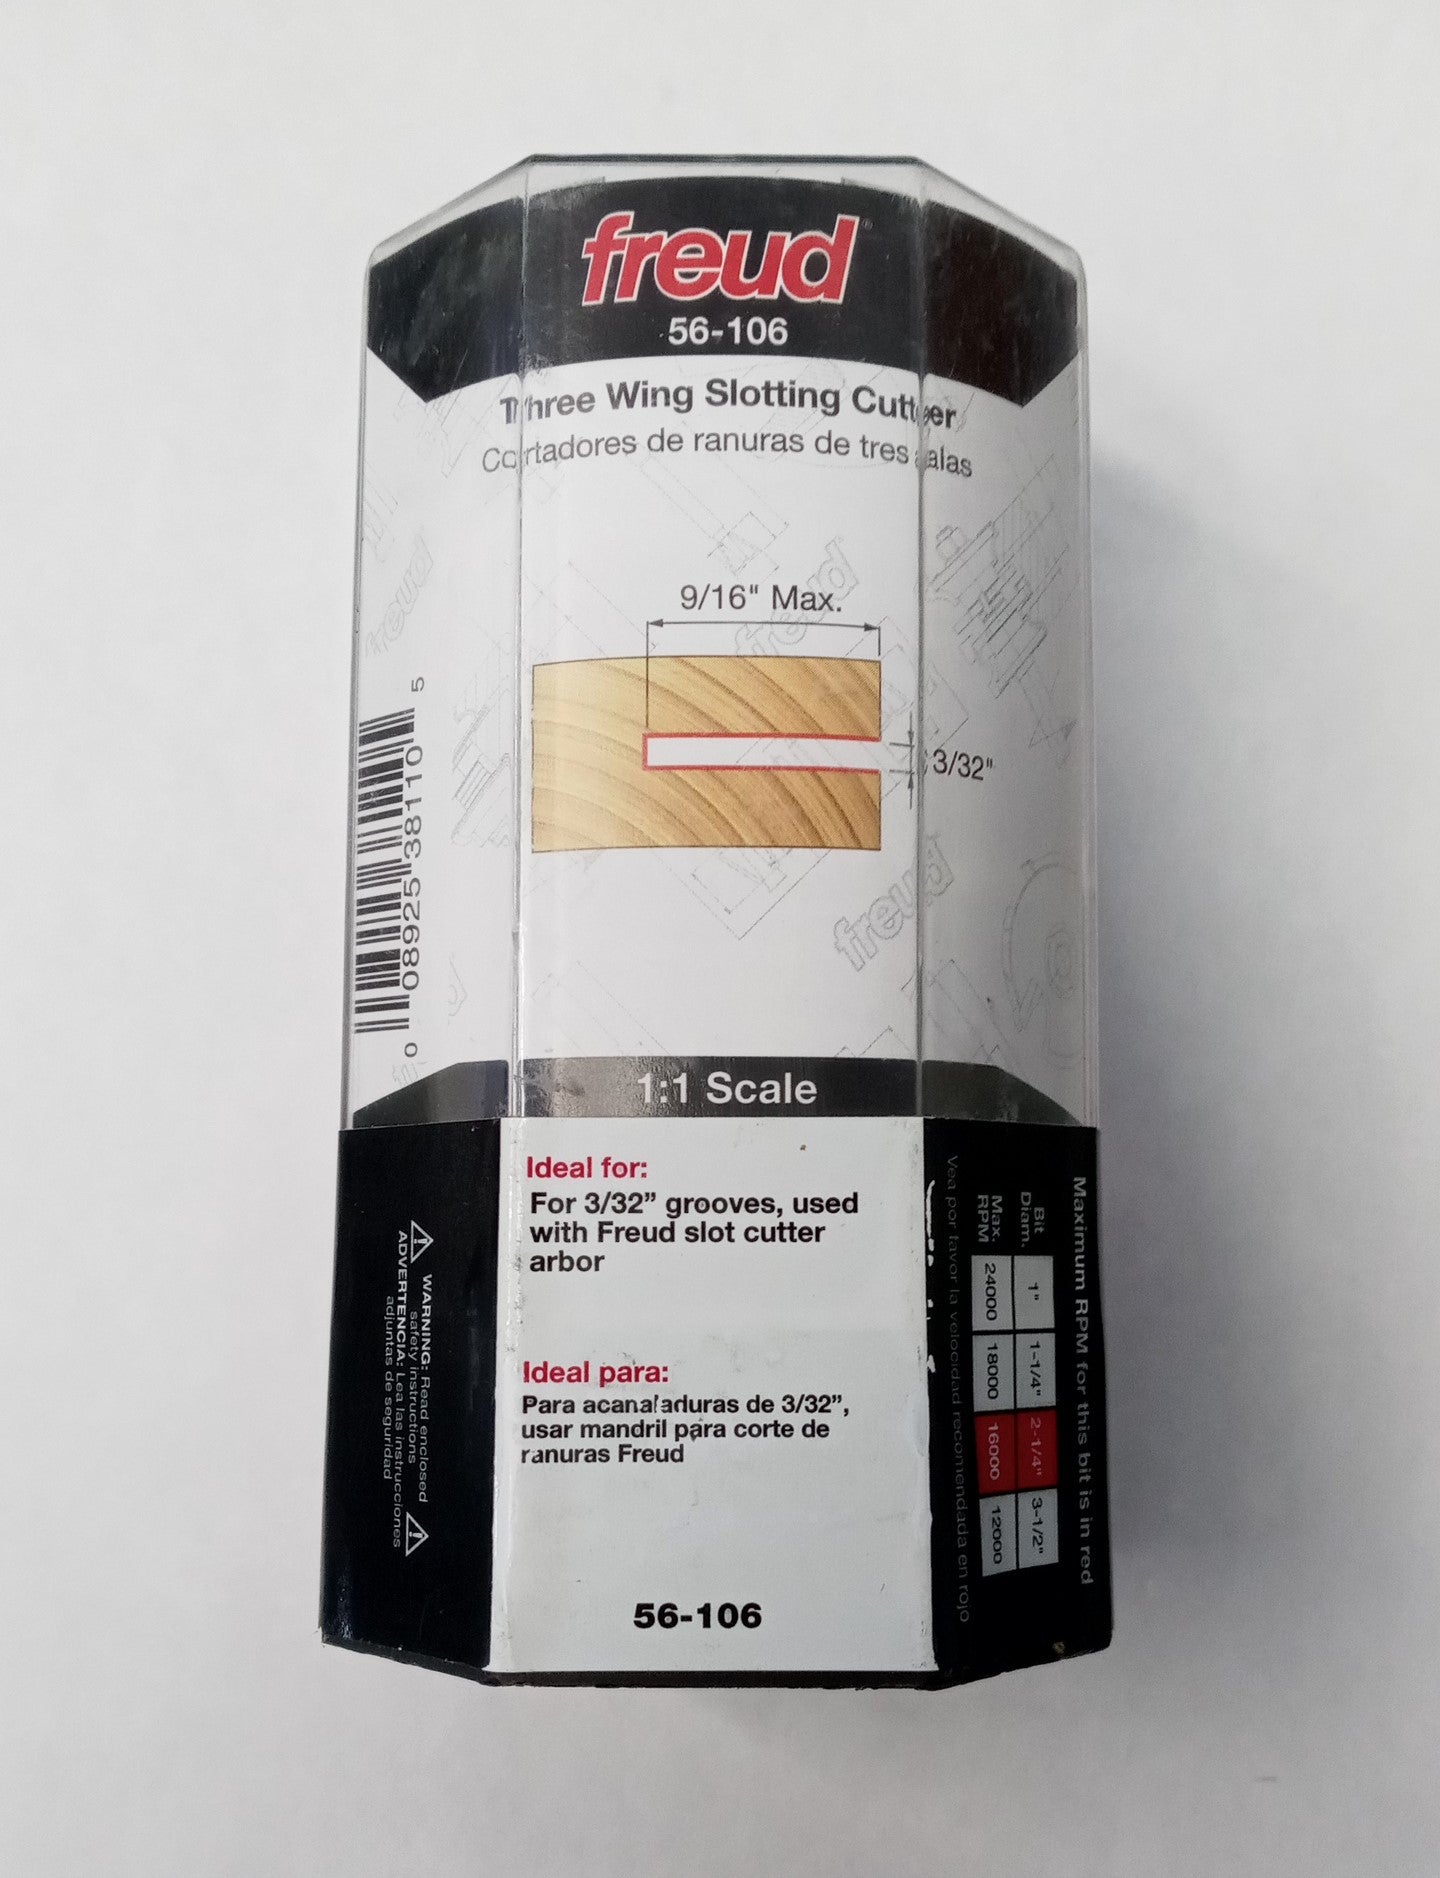 freud
56-106
Three Wing Slotting Cutter
Cortadores de ranuras de tres alas
9/16" Max.
3/32"
freud
freud
freud
0 08925 38110 5
1:1 Scale
Ideal for:
For 3/32” grooves, used
with Freud slot cutter
arbor
Ideal para:
Para acanaladuras de 3/32”,
usar mandril para corte de
ranuras Freud
56-106
WARNING: Read enclosed
safety instructions
ADVERTENCIA: Lea las instrucciones
adjuntas de seguridad
Maximum RPM for this bit is in red
Bit
Diam. 1" 1-1/4" 2-1/4" 3-1/2"
Max.
RPM 24000 18000 16000 12000
Vea por favor la velocidad recomendada en rojo